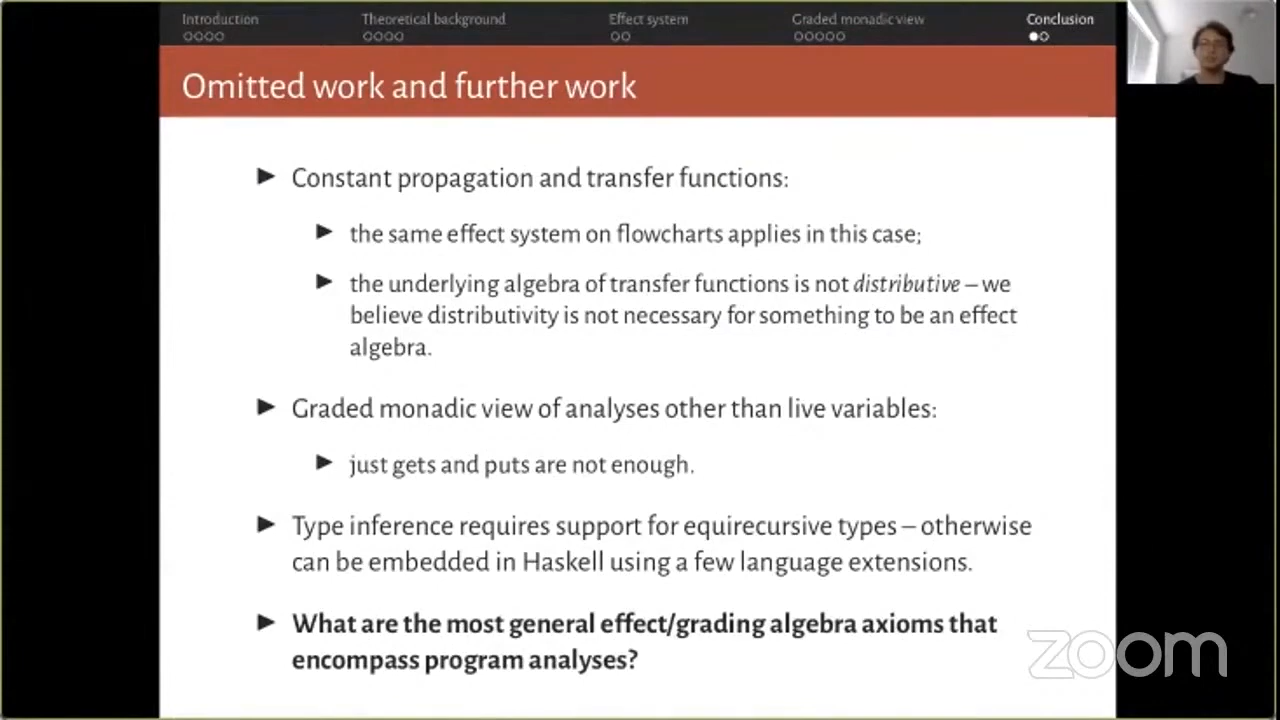 Introduction Theoretical background Effect system Graded monadic view Conclusion
Omitted work and further work
Constant propagation and transfer functions:
the same effect system on flowcharts applies in this case;
the underlying algebra of transfer functions is not distributive – we
believe distributivity is not necessary for something to be an effect
algebra.
Graded monadic view of analyses other than live variables:
just gets and puts are not enough.
Type inference requires support for equirecursive types – otherwise
can be embedded in Haskell using a few language extensions.
What are the most general effect/grading algebra axioms that
encompass program analyses?
zoom